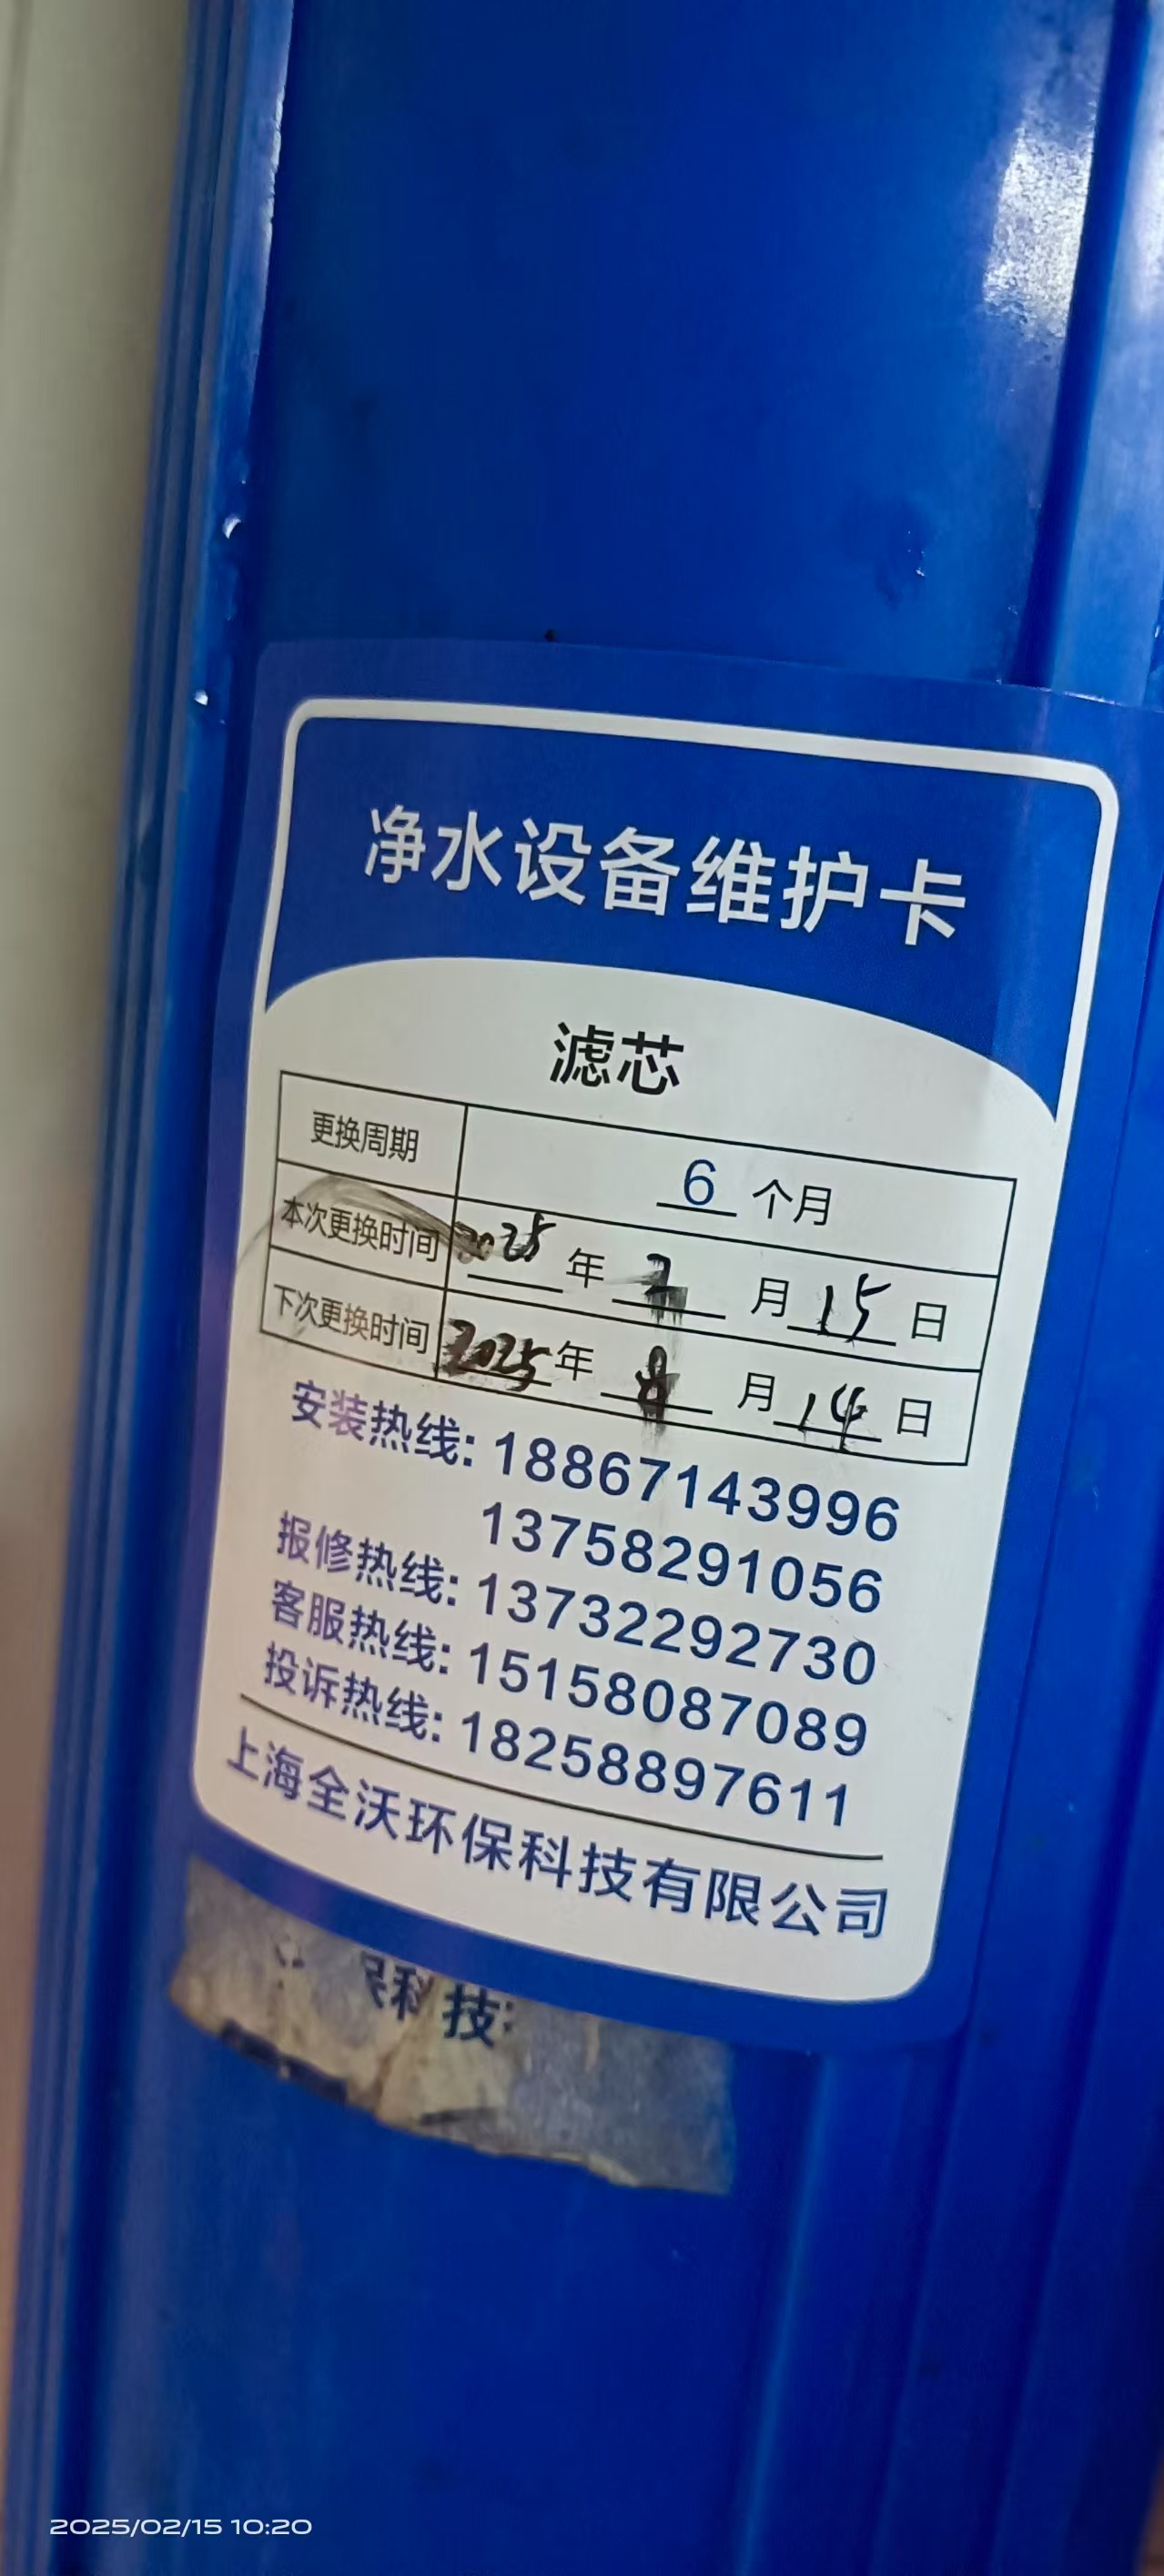 净水设备维护卡
滤芯
更换周期 6 个月
本次更换时间 2025 年 2 月 15 日
下次更换时间 2025 年 8 月 14 日
安装热线: 18867143996
13758291056
报修热线: 13732292730
客服热线: 15158087089
投诉热线: 18258897611
上海全沃环保科技有限公司
保科技
2025/02/15 10:20